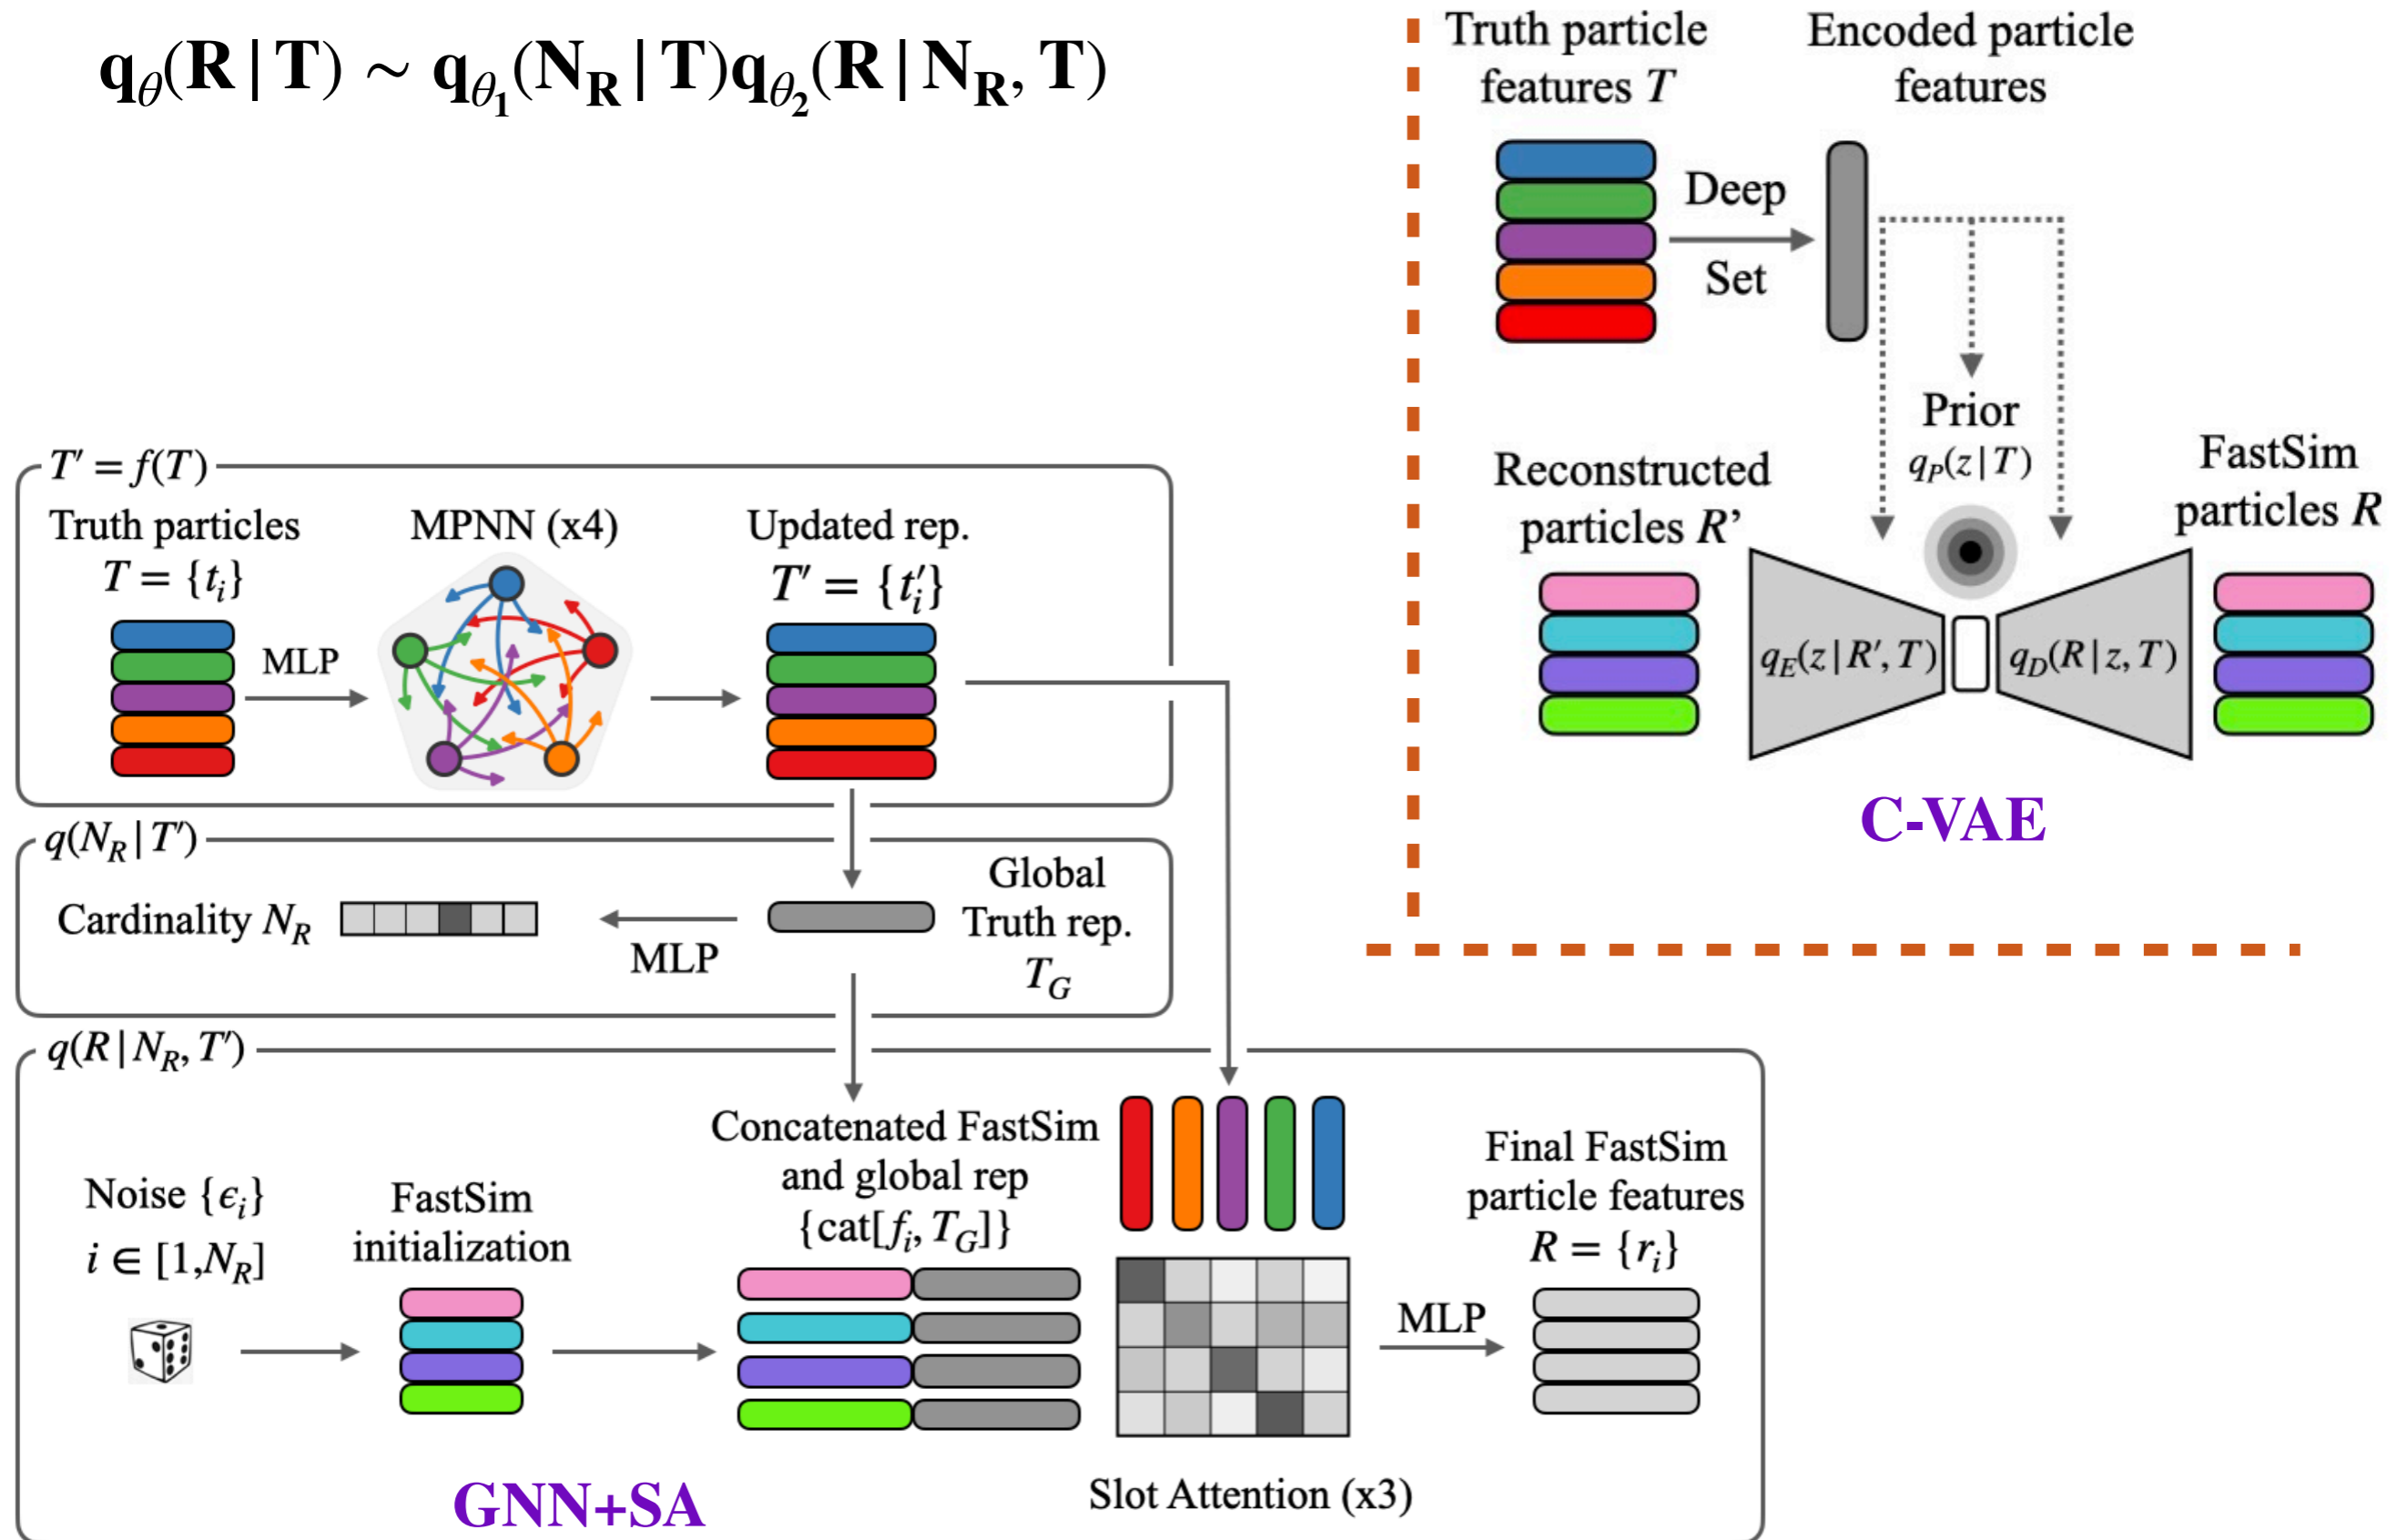 q_θ(R | T) ∼ q_θ₁(N_R | T)q_θ₂(R | N_R, T)
Truth particle
features T
Encoded particle
features
Deep
Set
Prior
q_P(z | T)
Reconstructed
particles R’
FastSim
particles R
q_E(z | R′, T)
q_D(R | z, T)
C-VAE
T′ = f(T)
Truth particles
T = {t_i}
MLP
MPNN (x4)
Updated rep.
T′ = {t′_i}
q(N_R | T′)
Cardinality N_R
MLP
Global
Truth rep.
T_G
q(R | N_R, T′)
Noise {ϵ_i}
i ∈ [1,N_R]
FastSim
initialization
Concatenated FastSim
and global rep
{cat[f_i, T_G]}
Slot Attention (x3)
MLP
Final FastSim
particle features
R = {r_i}
GNN+SA